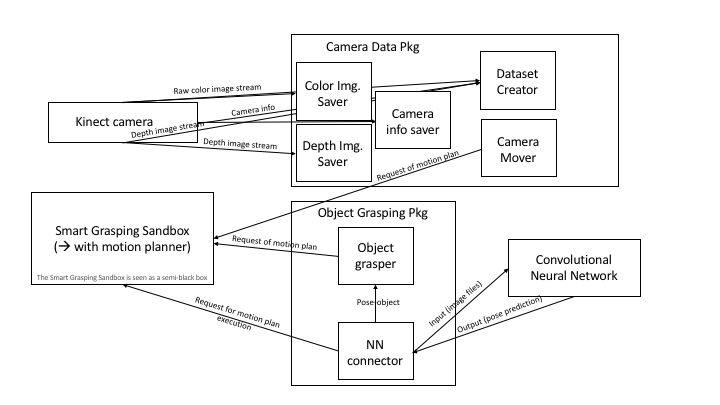 Camera Data Pkg
Color Img.
Saver
Dataset
Creator
Raw color image stream
Camera info
Kinect camera
Depth image stream
Depth image stream
Camera
info saver
Depth Img.
Saver
Camera
Mover
Request of motion plan
Smart Grasping Sandbox
(→ with motion planner)
The Smart Grasping Sandbox is seen as a semi-black box
Object Grasping Pkg
Request of motion plan
Object
grasper
Convolutional
Neural Network
Pose object
Input (image files)
Output (pose prediction)
Request for motion plan
execution
NN
connector